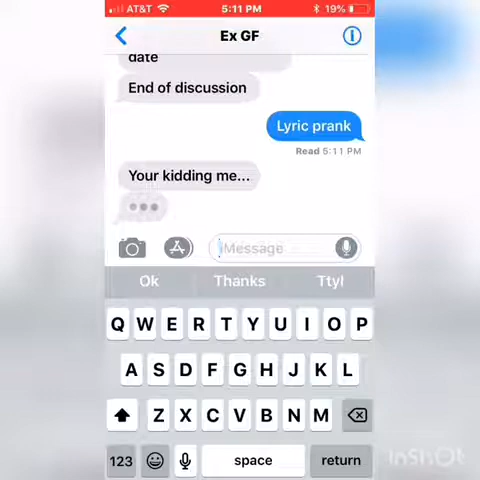 AT&T 5:11 PM 19%
Ex GF
date
End of discussion
Lyric prank
Read 5:11 PM
Your kidding me...
iMessage
Ok Thanks Ttyl
Q W E R T Y U I O P
A S D F G H J K L
Z X C V B N M
123 space return
InShOt